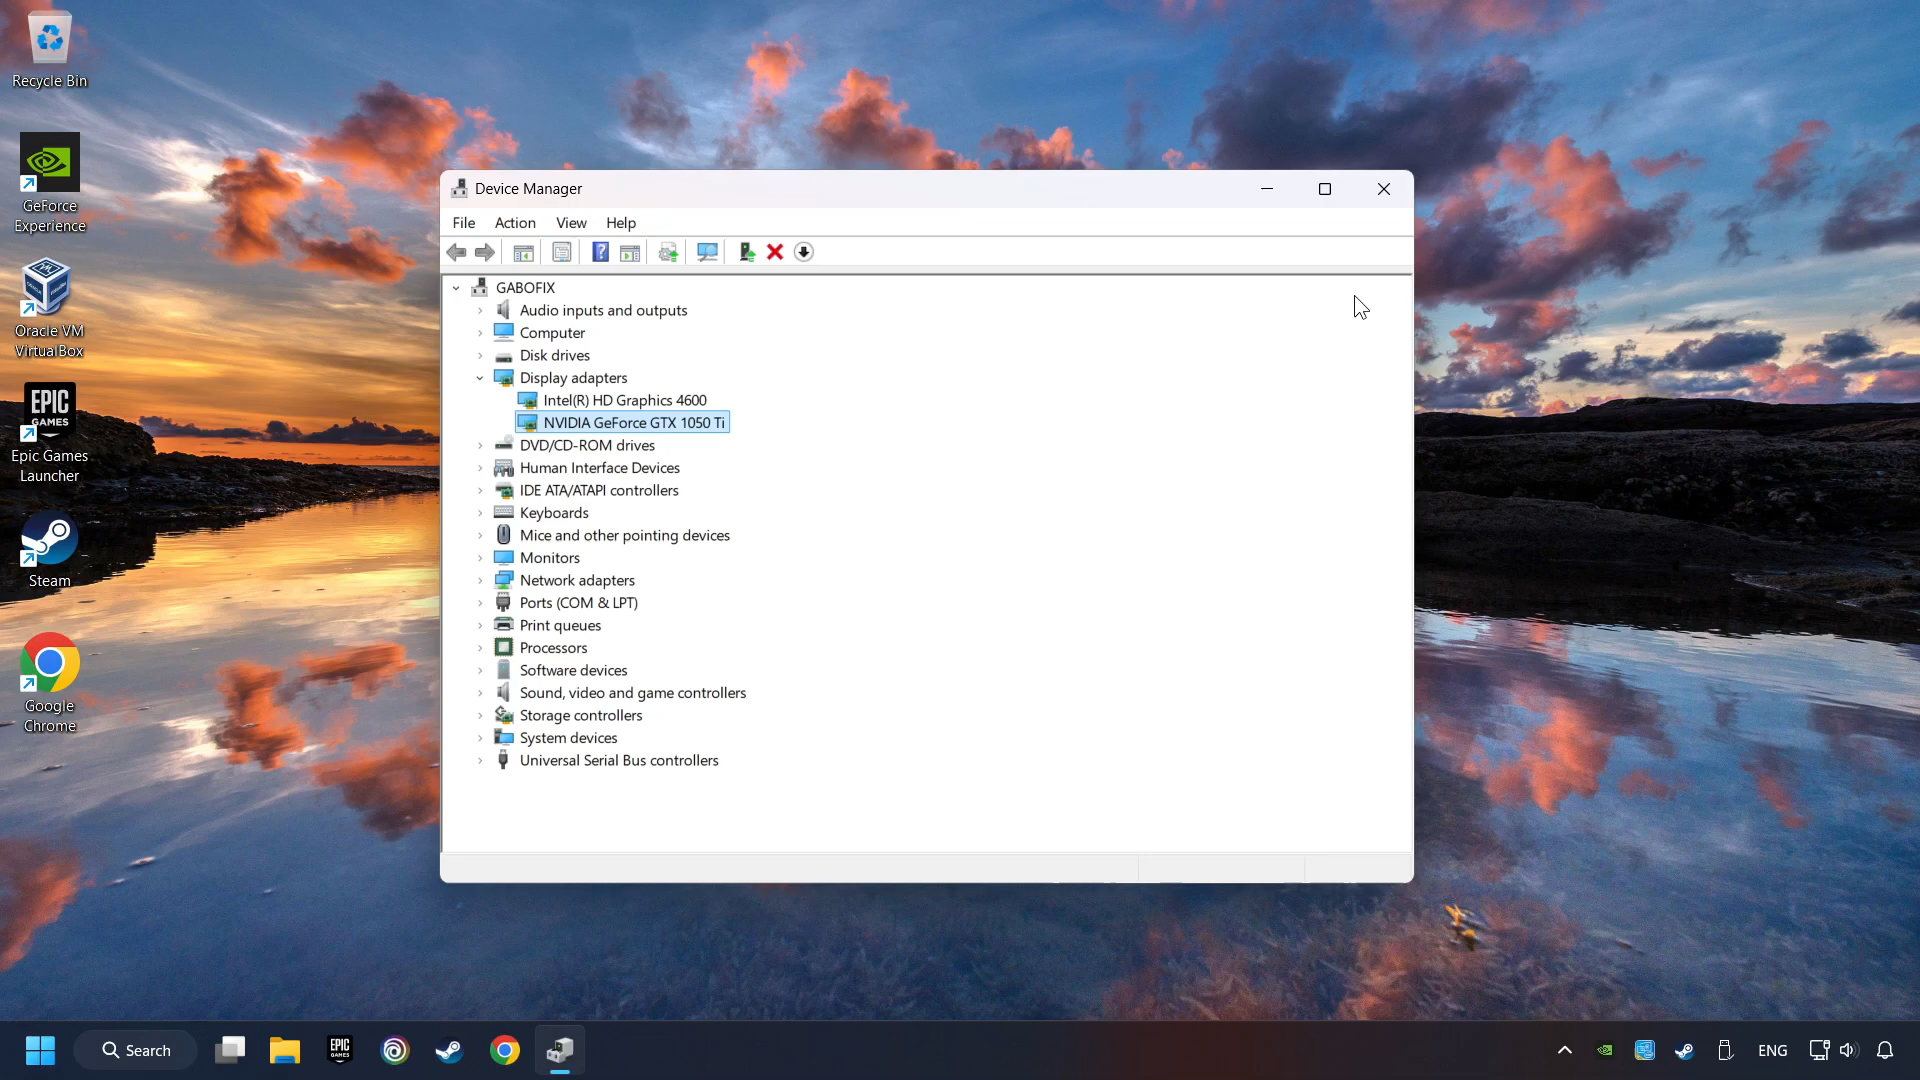 Recycle Bin
GeForce
Experience
Oracle VM
VirtualBox
EPIC
GAMES
Epic Games
Launcher
Steam
Google
Chrome
Device Manager
File Action View Help
GABOFIX
Audio inputs and outputs
Computer
Disk drives
Display adapters
Intel(R) HD Graphics 4600
NVIDIA GeForce GTX 1050 Ti
DVD/CD-ROM drives
Human Interface Devices
IDE ATA/ATAPI controllers
Keyboards
Mice and other pointing devices
Monitors
Network adapters
Ports (COM & LPT)
Print queues
Processors
Software devices
Sound, video and game controllers
Storage controllers
System devices
Universal Serial Bus controllers
Search
EPIC
GAMES
ENG